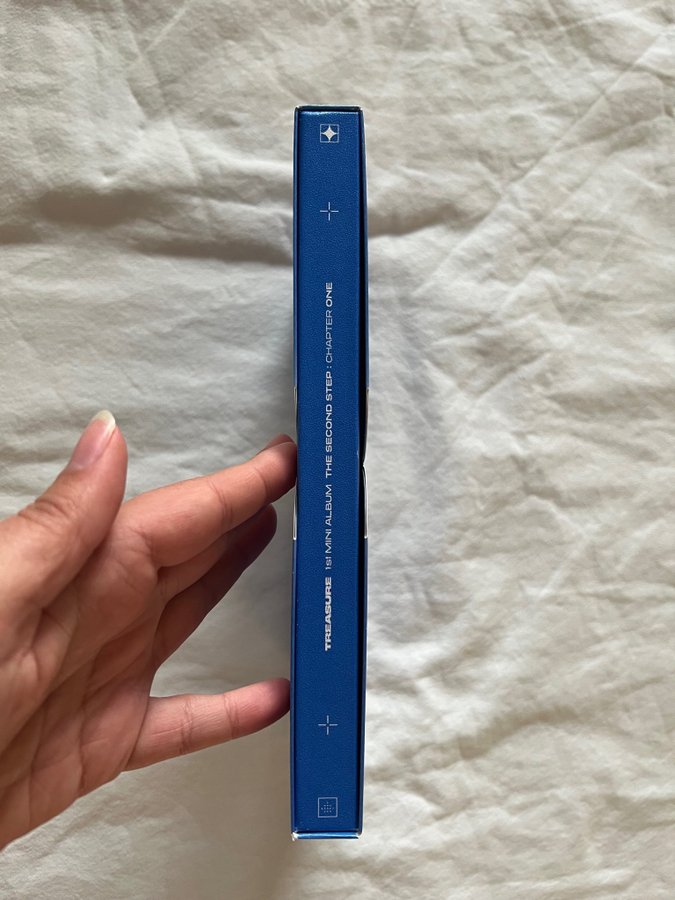 TREASURE 1st MINI ALBUM THE SECOND STEP : CHAPTER ONE